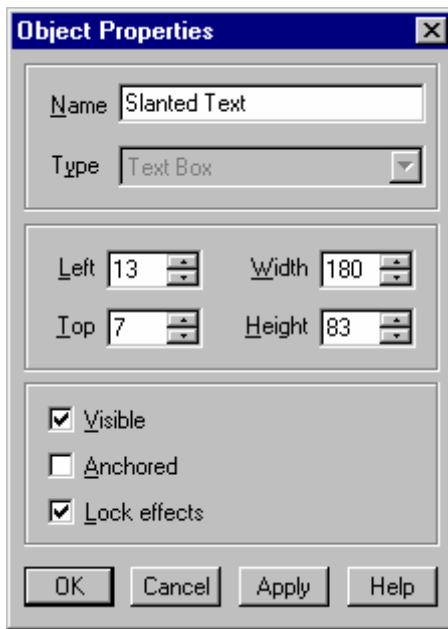 Object Properties
Name Slanted Text
Type Text Box
Left 13 Width 180
Top 7 Height 83
Visible
Anchored
Lock effects
OK Cancel Apply Help